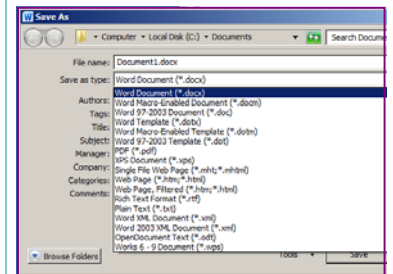 Save As
Computer ▸ Local Disk (C:) ▸ Documents
Search Docume
File name: Document1.docx
Save as type: Word Document (*.docx)
Word Document (*.docx)
Authors: Word Macro-Enabled Document (*.docm)
Word 97-2003 Document (*.doc)
Tags: Word Template (*.dotx)
Title: Word Macro-Enabled Template (*.dotm)
Subject: Word 97-2003 Template (*.dot)
Manager: PDF (*.pdf)
XPS Document (*.xps)
Company: Single File Web Page (*.mht;*.mhtml)
Categories: Web Page (*.htm;*.html)
Web Page, Filtered (*.htm;*.html)
Comments: Rich Text Format (*.rtf)
Plain Text (*.txt)
Word XML Document (*.xml)
Word 2003 XML Document (*.xml)
OpenDocument Text (*.odt)
Works 6 - 9 Document (*.wps)
Browse Folders
Tools
Save